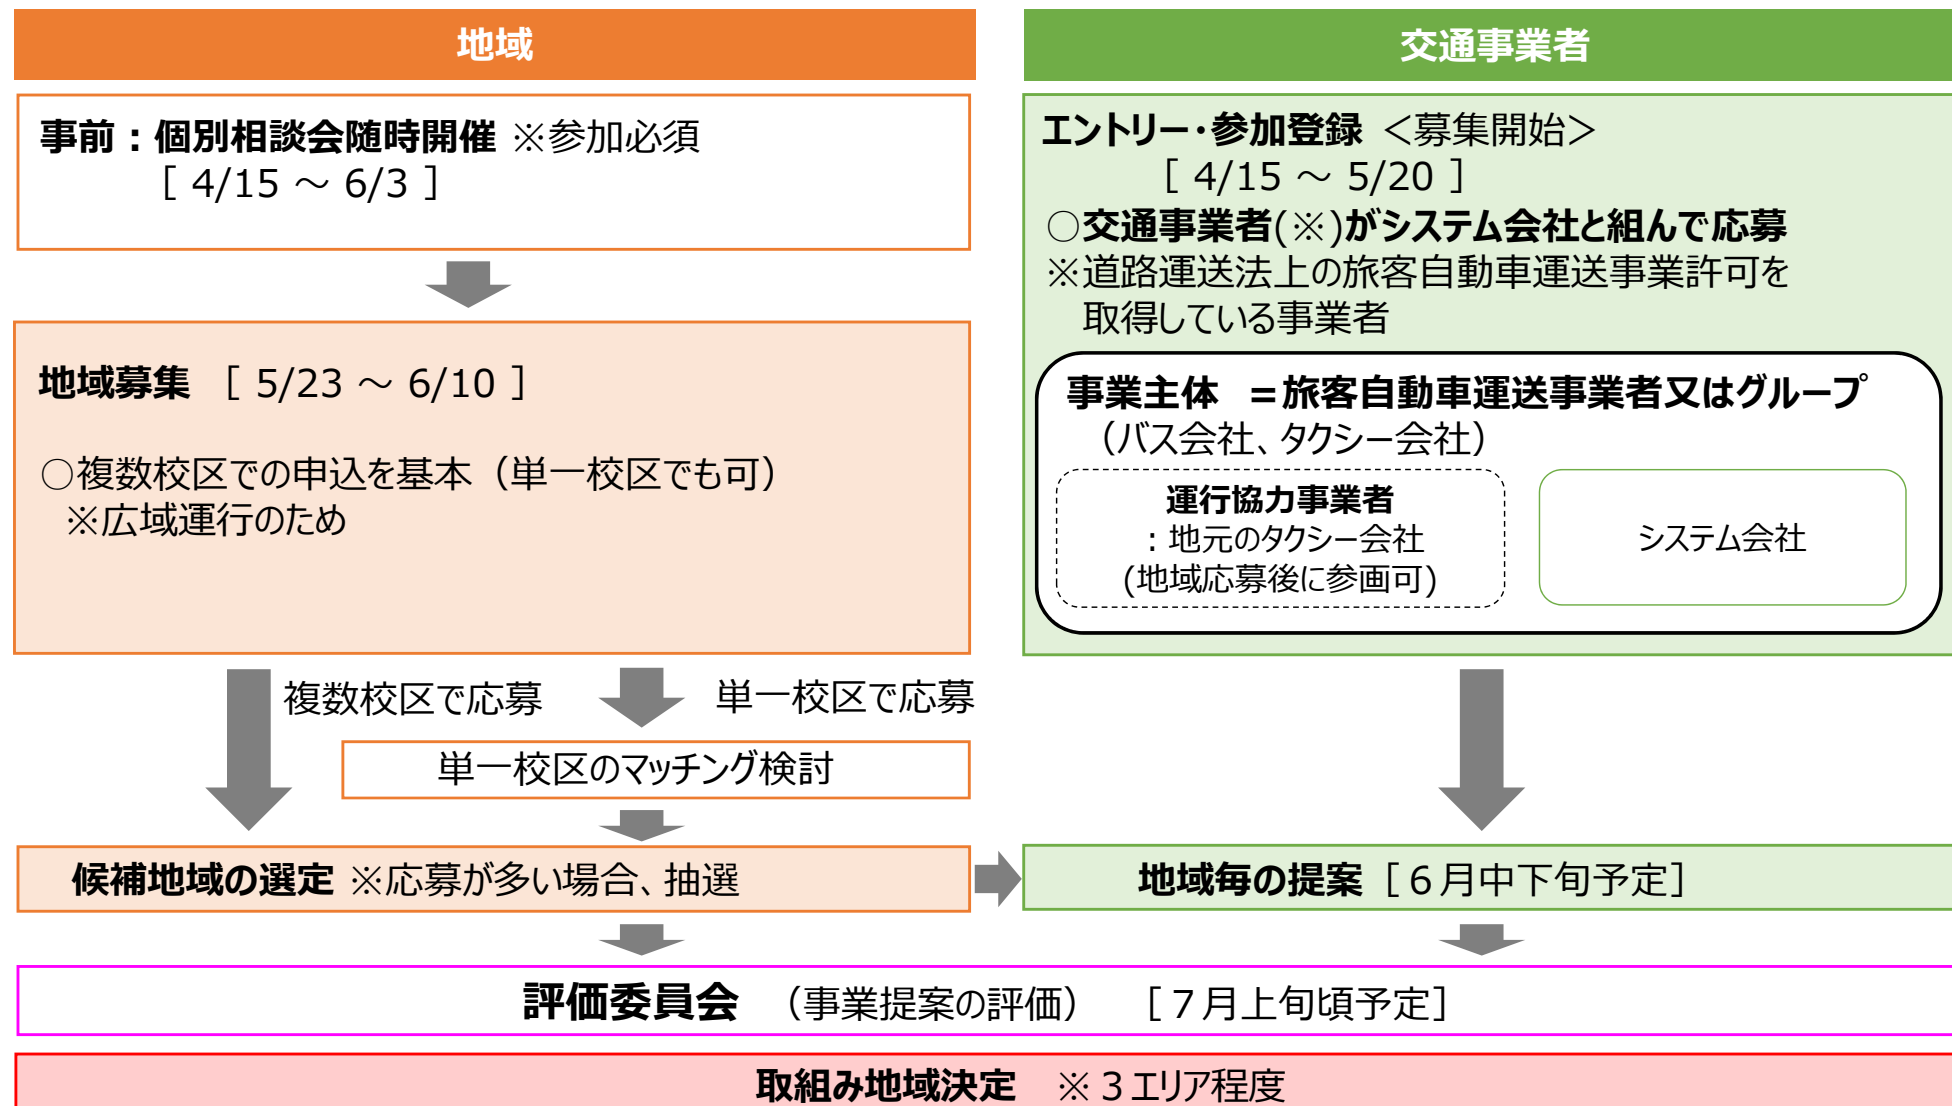 地域
事前：個別相談会随時開催 ※参加必須
［ 4/15 ～ 6/3 ］
地域募集 ［ 5/23 ～ 6/10 ］
○複数校区での申込を基本（単一校区でも可）
※広域運行のため
複数校区で応募
単一校区で応募
単一校区のマッチング検討
候補地域の選定 ※応募が多い場合、抽選
交通事業者
エントリー・参加登録 ＜募集開始＞
［ 4/15 ～ 5/20 ］
○交通事業者(※)がシステム会社と組んで応募
※道路運送法上の旅客自動車運送事業許可を
取得している事業者
事業主体 ＝旅客自動車運送事業者又はグループ
（バス会社、タクシー会社）
運行協力事業者
：地元のタクシー会社
(地域応募後に参画可)
システム会社
地域毎の提案［６月中下旬予定］
評価委員会 （事業提案の評価） ［７月上旬頃予定］
取組み地域決定 ※３エリア程度